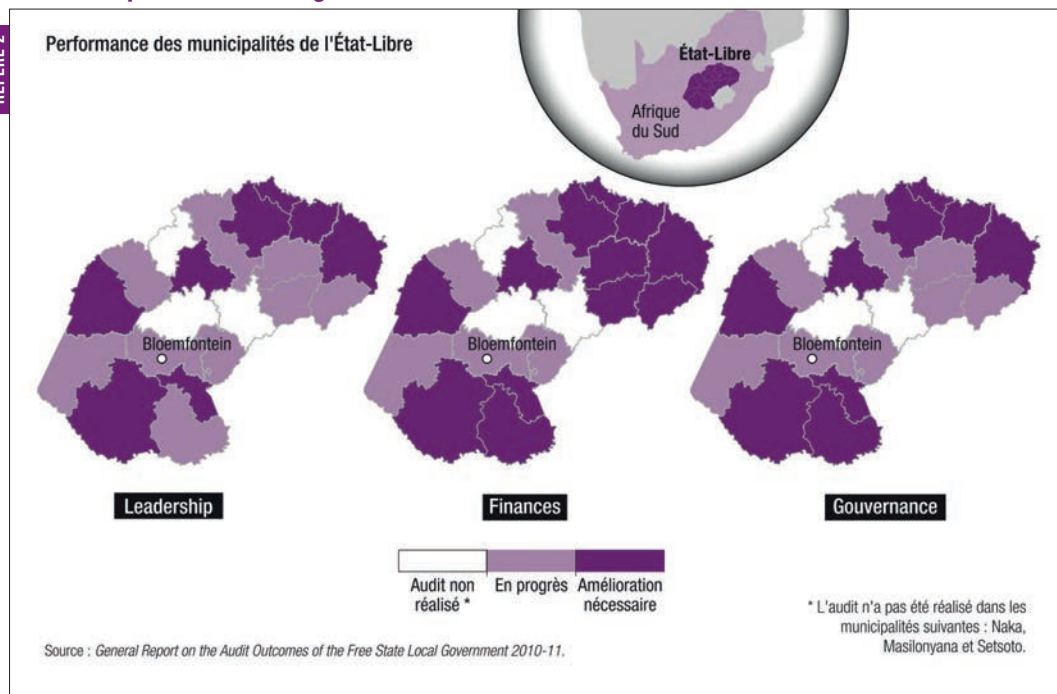 REPÈRE 2
Performance des municipalités de l'État-Libre
État-Libre
Afrique
du Sud
Bloemfontein
Bloemfontein
Bloemfontein
Leadership
Finances
Gouvernance
Audit non
réalisé *
En progrès
Amélioration
nécessaire
* L'audit n'a pas été réalisé dans les
municipalités suivantes : Naka,
Masilonyana et Setsoto.
Source : General Report on the Audit Outcomes of the Free State Local Government 2010-11.